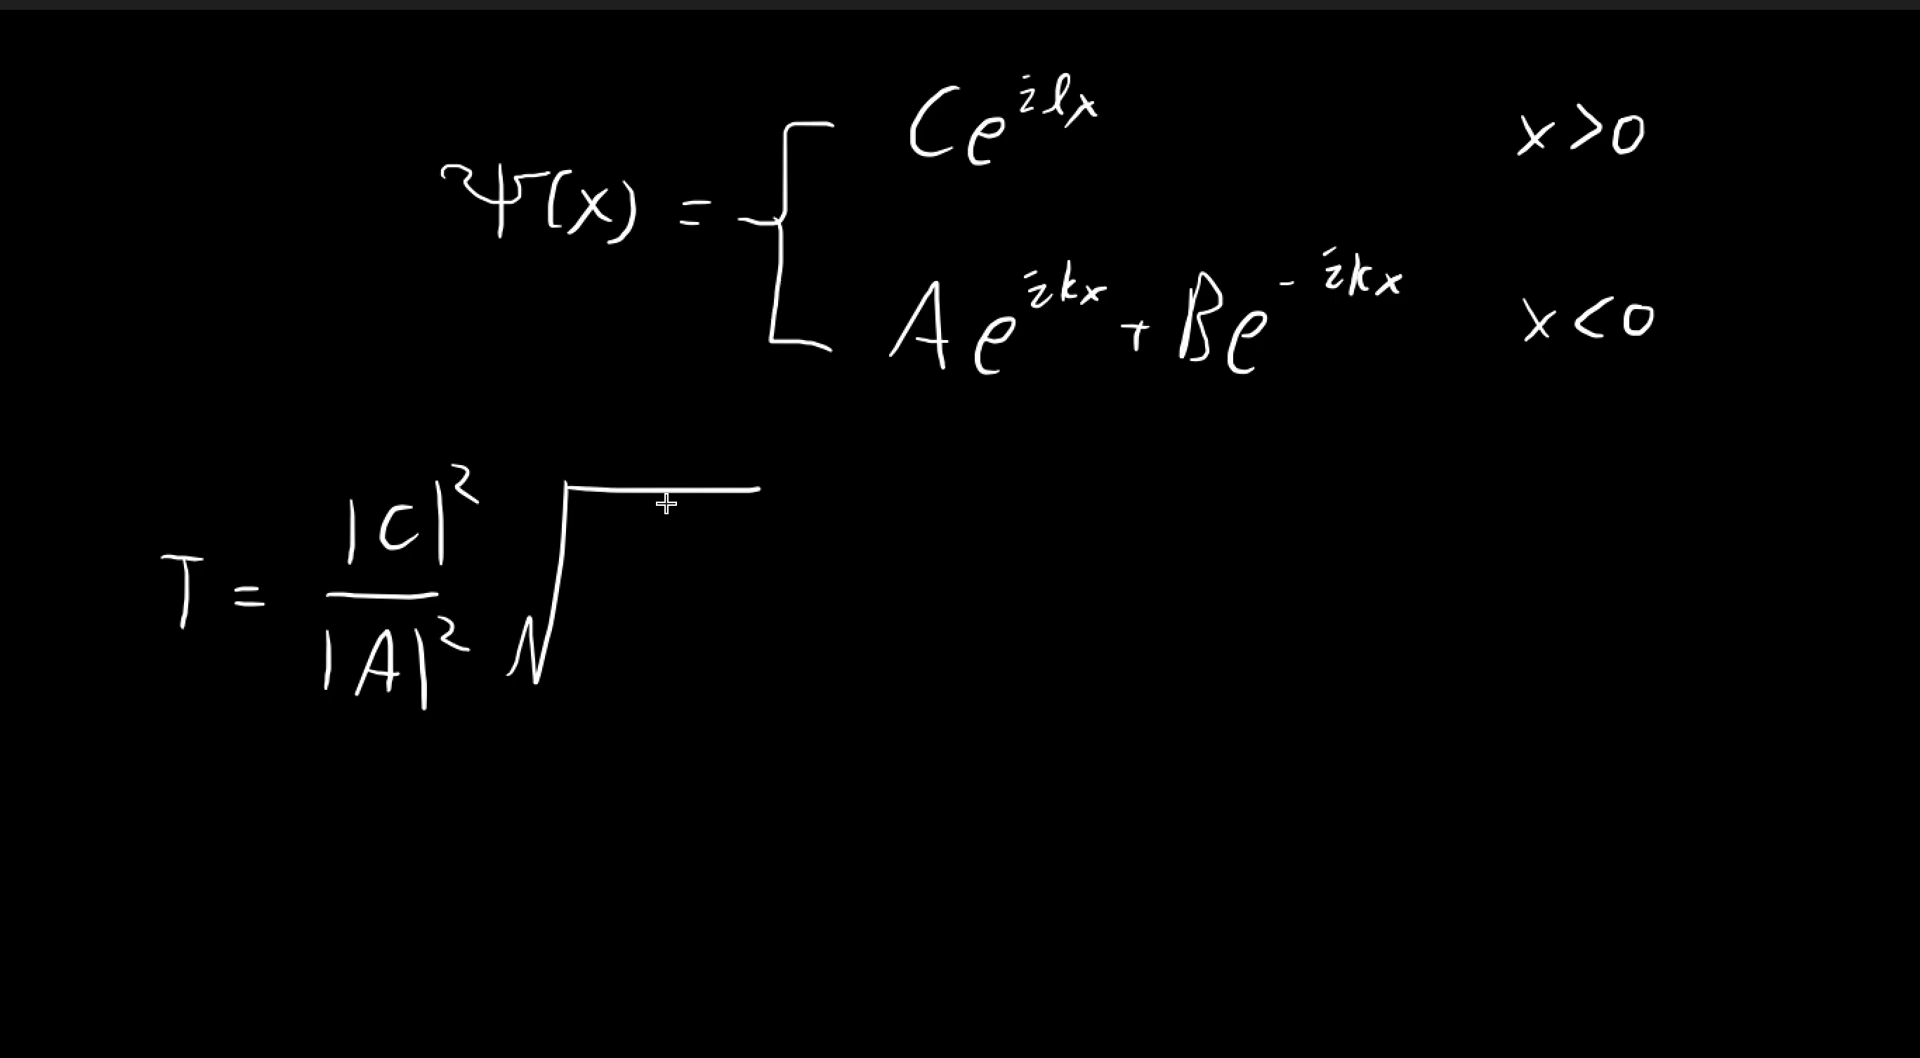 ψ(x) = { Ce^{ilx} x>0
Ae^{ikx} + Be^{-ikx} x<0
T = |C|² / |A|² √